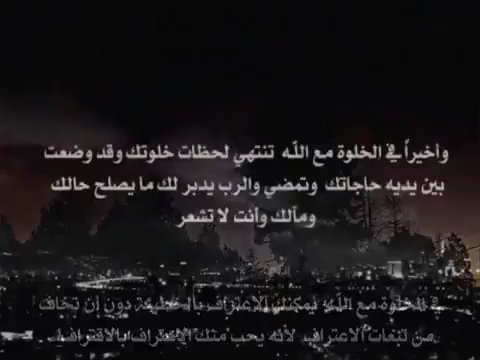 وأخيراً في الخلوة مع الله تنتهي لحظات خلوتك وقد وضعت
بين يديه حاجاتك وتمضي والرب يدبر لك ما يصلح حالك
ومآلك وأنت لا تشعر
في الخلوة مع الله يمكنك الاعتراف بالخطيئة دون أن تخاف
من تبعات الاعتراف لأنه يحب منك الاعتراف بالاقتراف